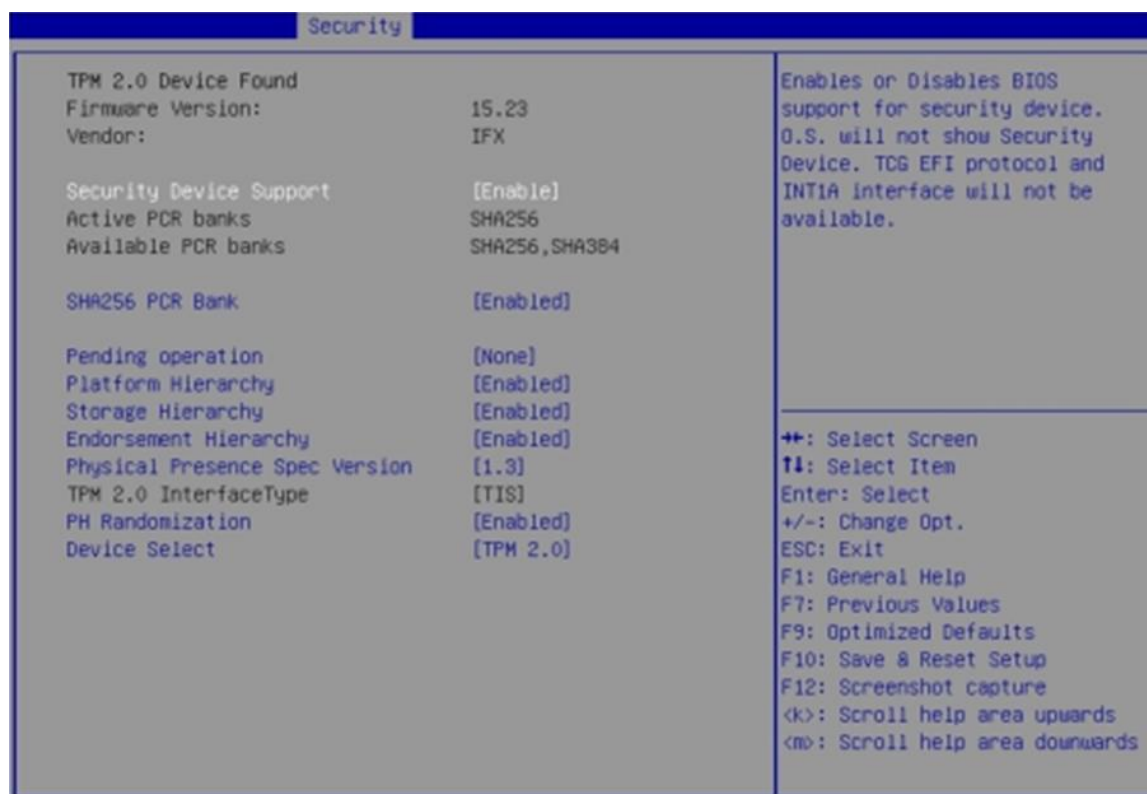 Security
TPM 2.0 Device Found
Firmware Version: 15.23
Vendor: IFX
Security Device Support [Enable]
Active PCR banks SHA256
Available PCR banks SHA256,SHA384
SHA256 PCR Bank [Enabled]
Pending operation [None]
Platform Hierarchy [Enabled]
Storage Hierarchy [Enabled]
Endorsement Hierarchy [Enabled]
Physical Presence Spec Version [1.3]
TPM 2.0 InterfaceType [TIS]
PH Randomization [Enabled]
Device Select [TPM 2.0]
Enables or Disables BIOS
support for security device.
O.S. will not show Security
Device. TCG EFI protocol and
INT1A interface will not be
available.
→←: Select Screen
↑↓: Select Item
Enter: Select
+/-: Change Opt.
ESC: Exit
F1: General Help
F7: Previous Values
F9: Optimized Defaults
F10: Save & Reset Setup
F12: Screenshot capture
<k>: Scroll help area upwards
<m>: Scroll help area downwards